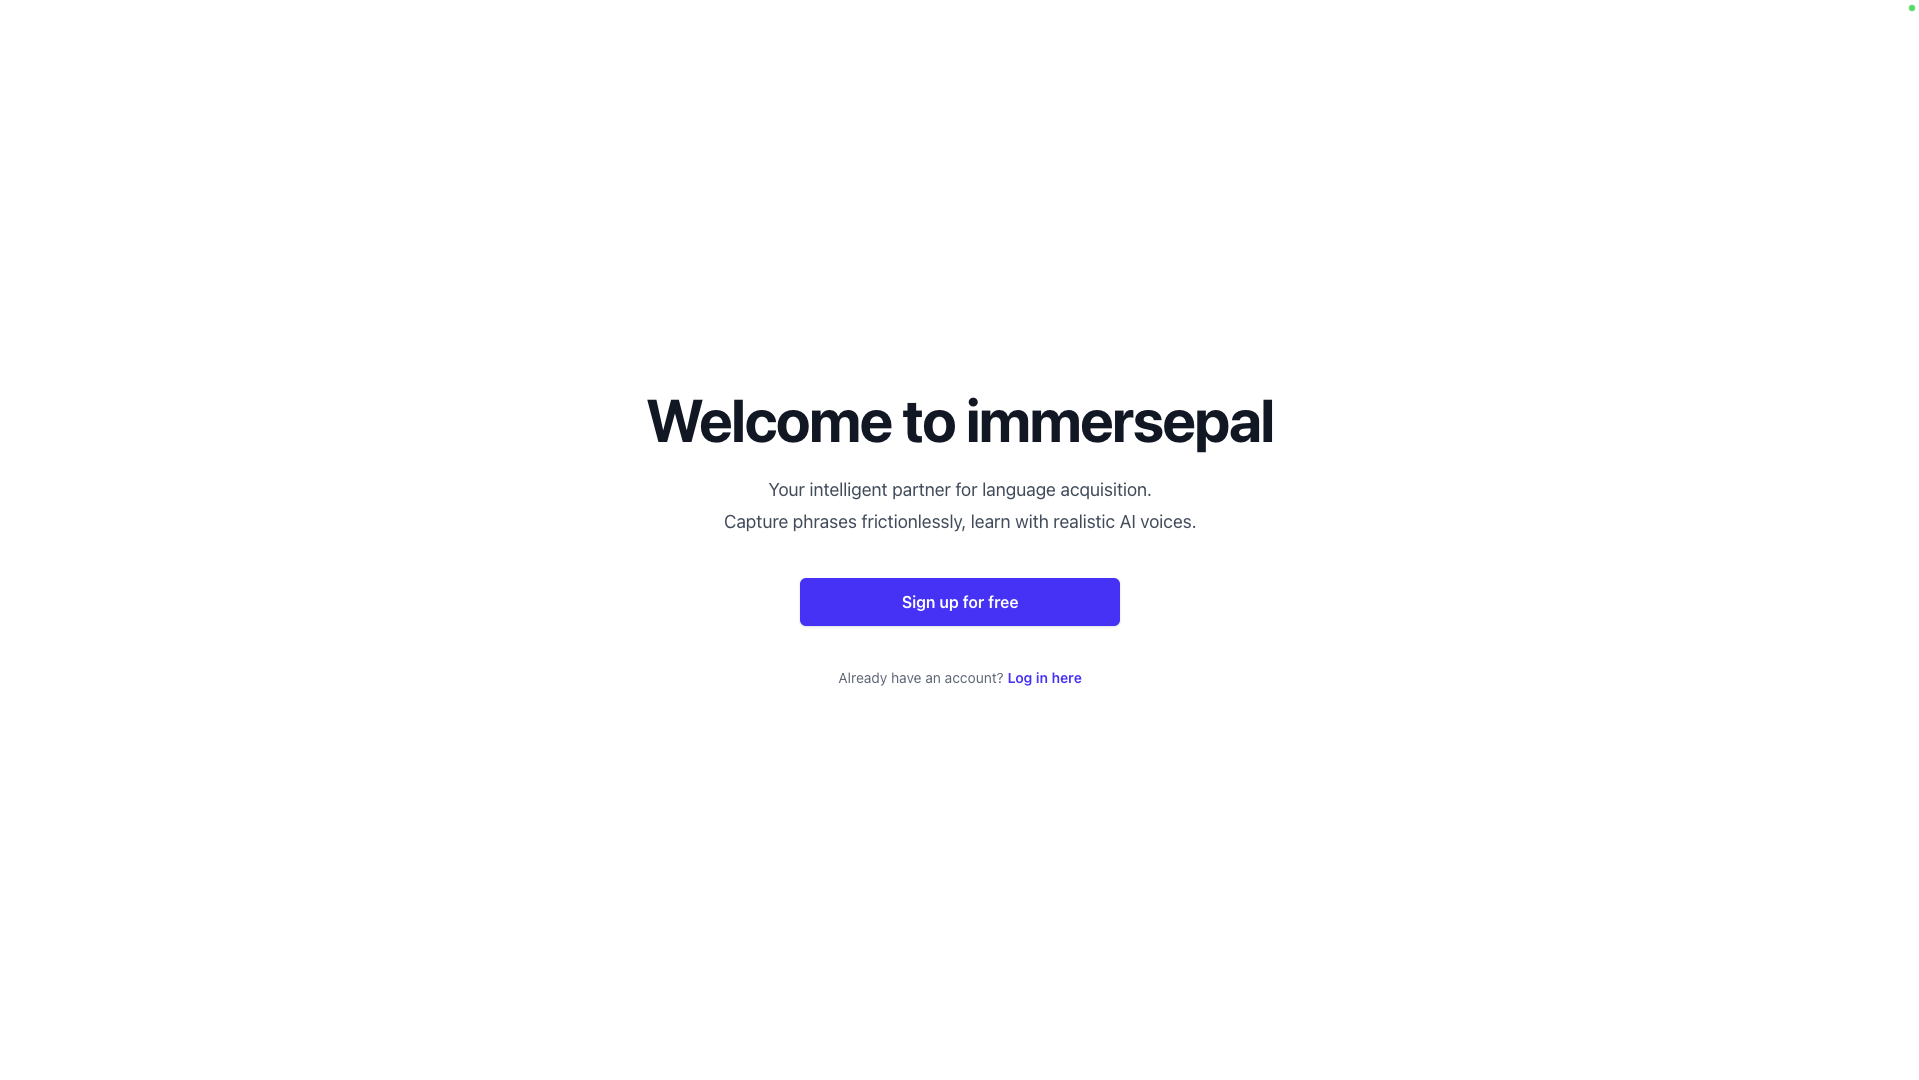 Welcome to immersepal
Your intelligent partner for language acquisition.
Capture phrases frictionlessly, learn with realistic AI voices.
Sign up for free
Already have an account? Log in here